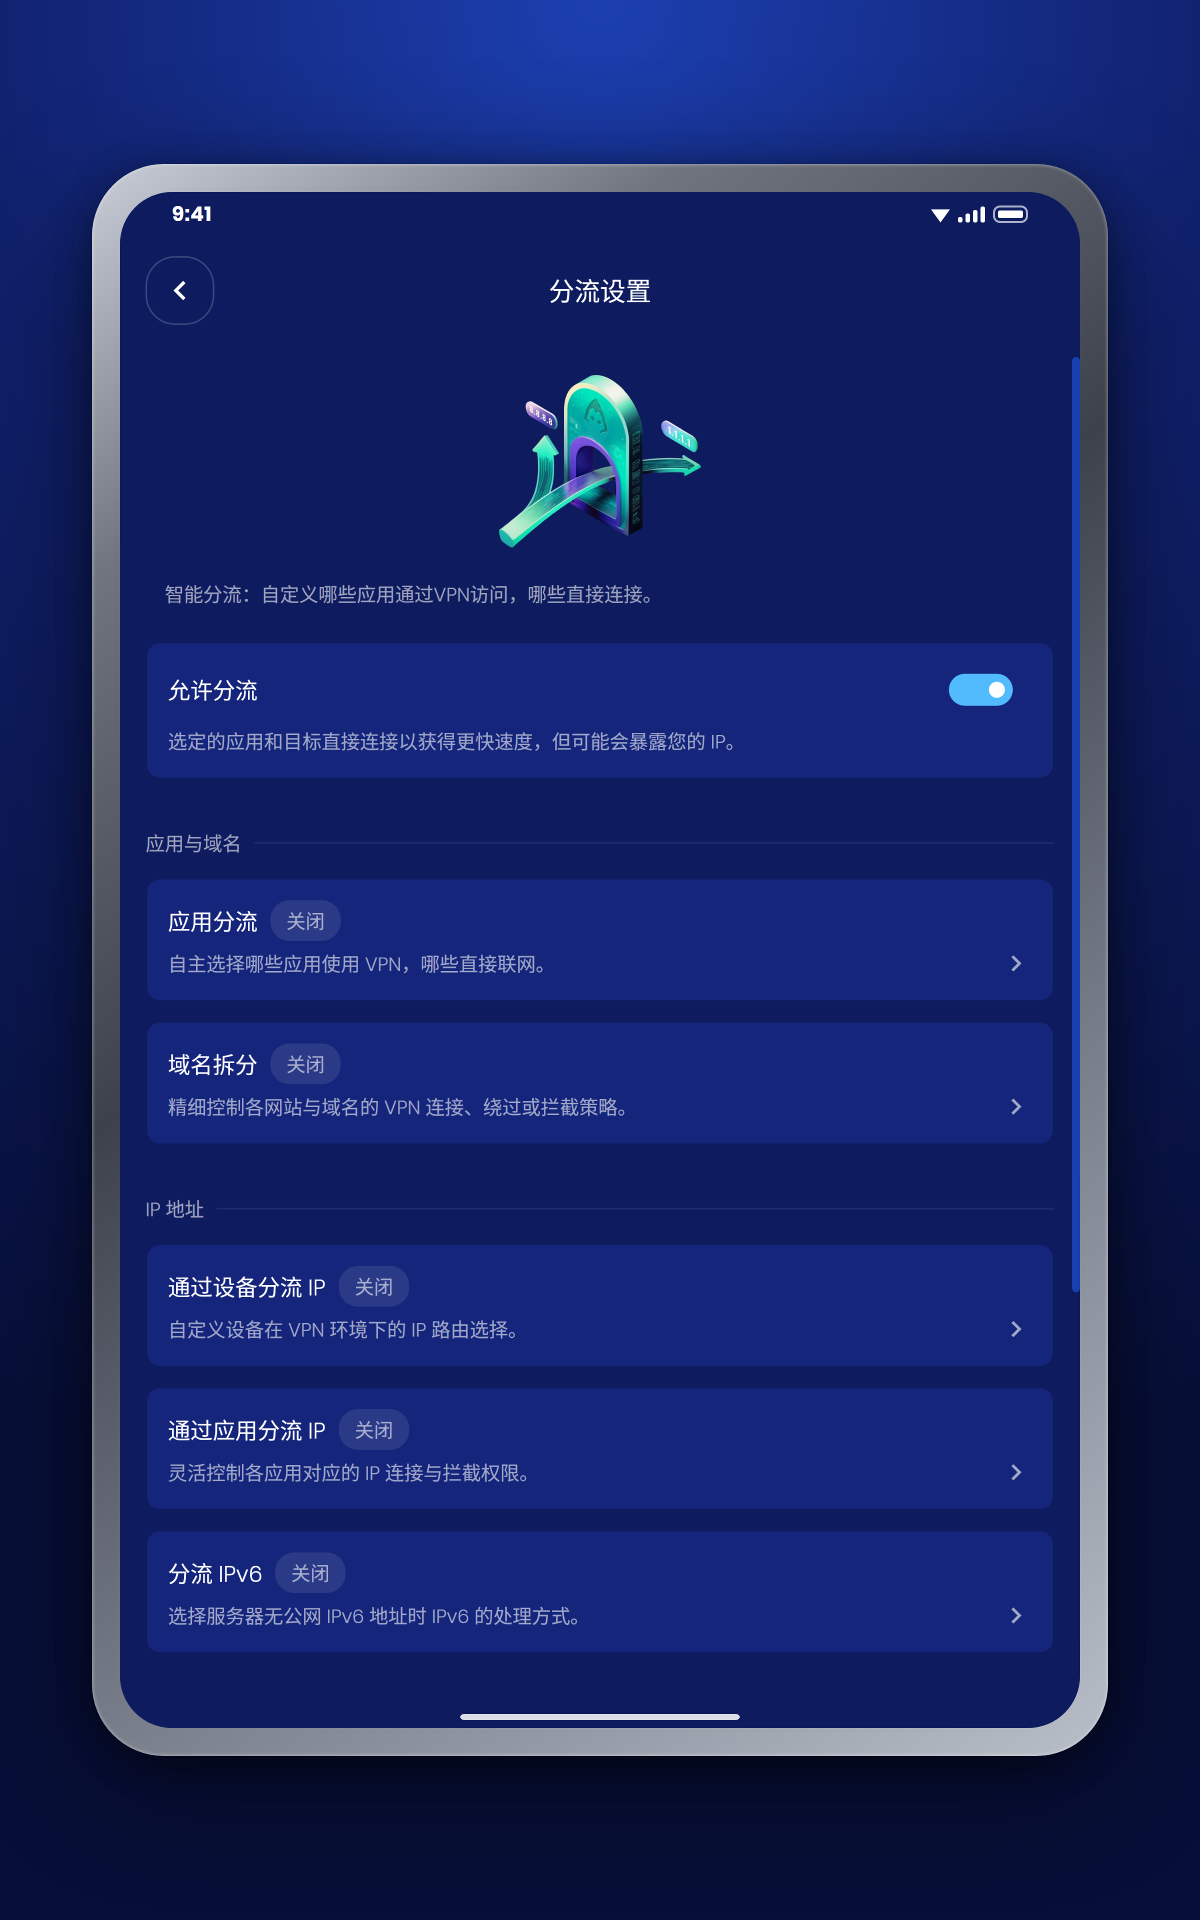 9:41
分流设置
8.8.8.8
1.1.1.1
智能分流：自定义哪些应用通过VPN访问，哪些直接连接。
允许分流
选定的应用和目标直接连接以获得更快速度，但可能会暴露您的 IP。
应用与域名
应用分流 关闭
自主选择哪些应用使用 VPN，哪些直接联网。
域名拆分 关闭
精细控制各网站与域名的 VPN 连接、绕过或拦截策略。
IP 地址
通过设备分流 IP 关闭
自定义设备在 VPN 环境下的 IP 路由选择。
通过应用分流 IP 关闭
灵活控制各应用对应的 IP 连接与拦截权限。
分流 IPv6 关闭
选择服务器无公网 IPv6 地址时 IPv6 的处理方式。